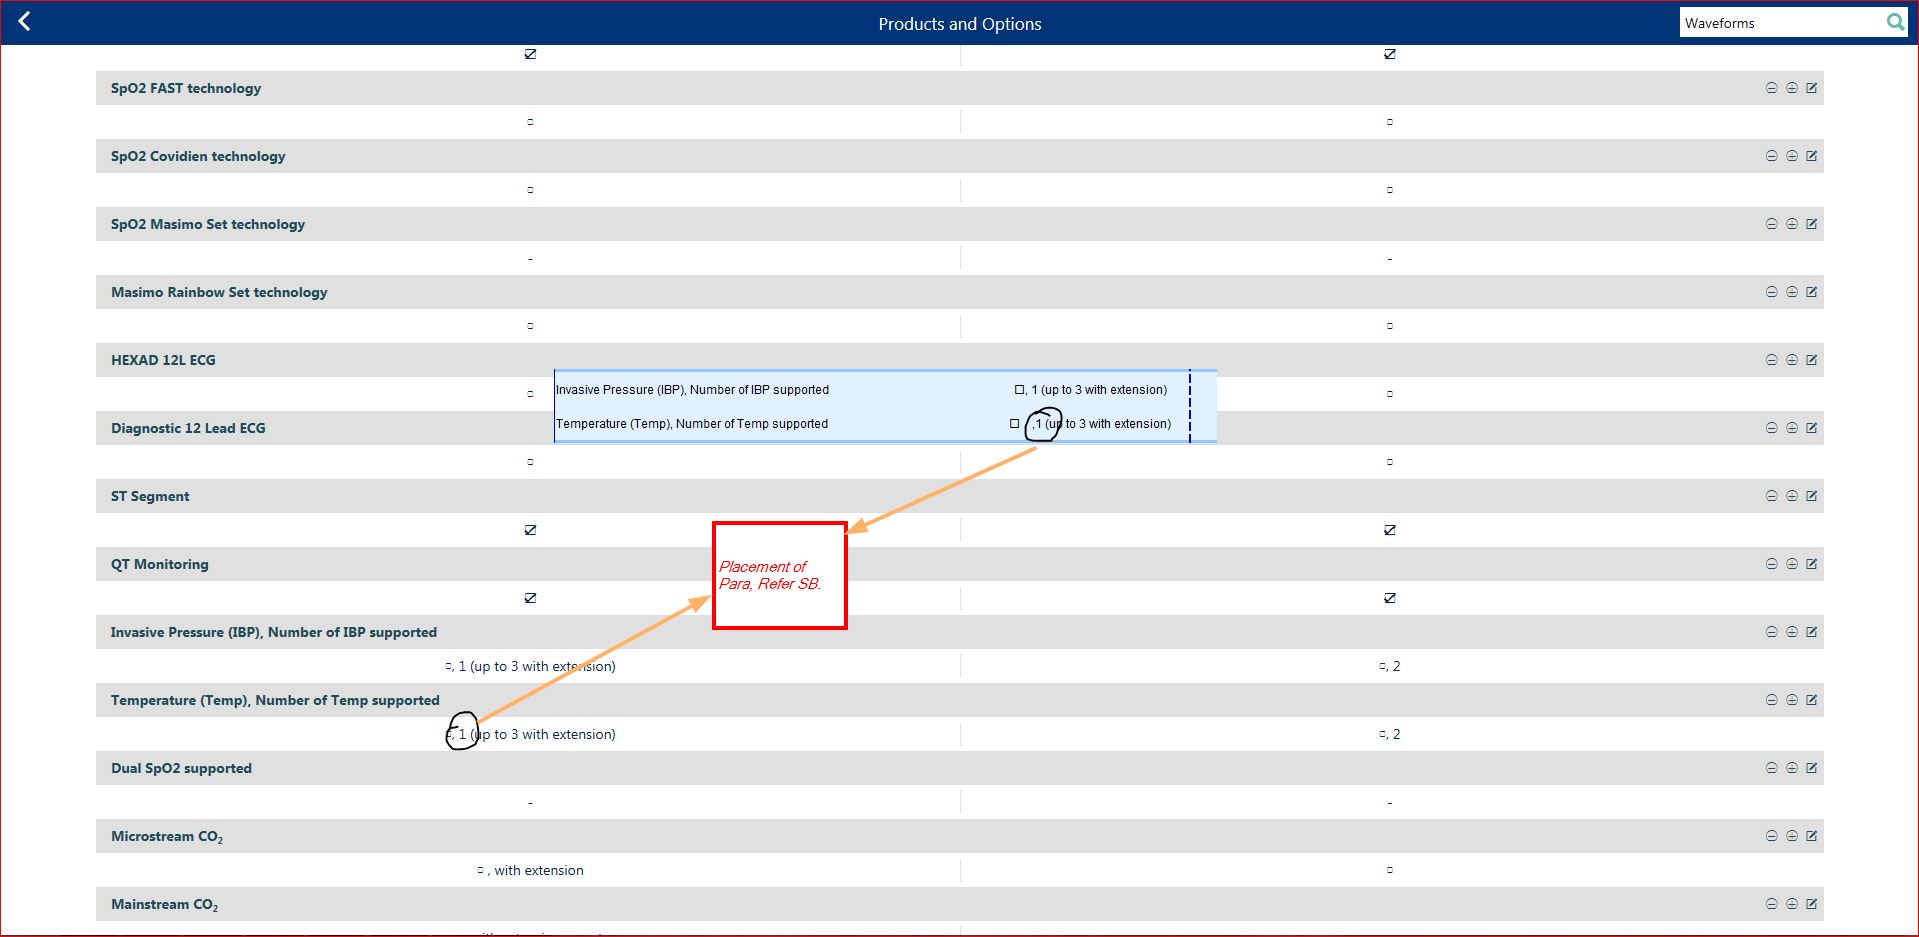 Products and Options
Waveforms
☑ ☑
SpO2 FAST technology
□ □
SpO2 Covidien technology
□ □
SpO2 Masimo Set technology
- -
Masimo Rainbow Set technology
□ □
HEXAD 12L ECG
□ □
Invasive Pressure (IBP), Number of IBP supported □, 1 (up to 3 with extension)
Temperature (Temp), Number of Temp supported □ ,1 (up to 3 with extension)
Diagnostic 12 Lead ECG
□ □
ST Segment
☑ ☑
Placement of
Para, Refer SB.
QT Monitoring
☑ ☑
Invasive Pressure (IBP), Number of IBP supported
□, 1 (up to 3 with extension) □, 2
Temperature (Temp), Number of Temp supported
□, 1 (up to 3 with extension) □, 2
Dual SpO2 supported
- -
Microstream CO₂
□ , with extension □
Mainstream CO₂